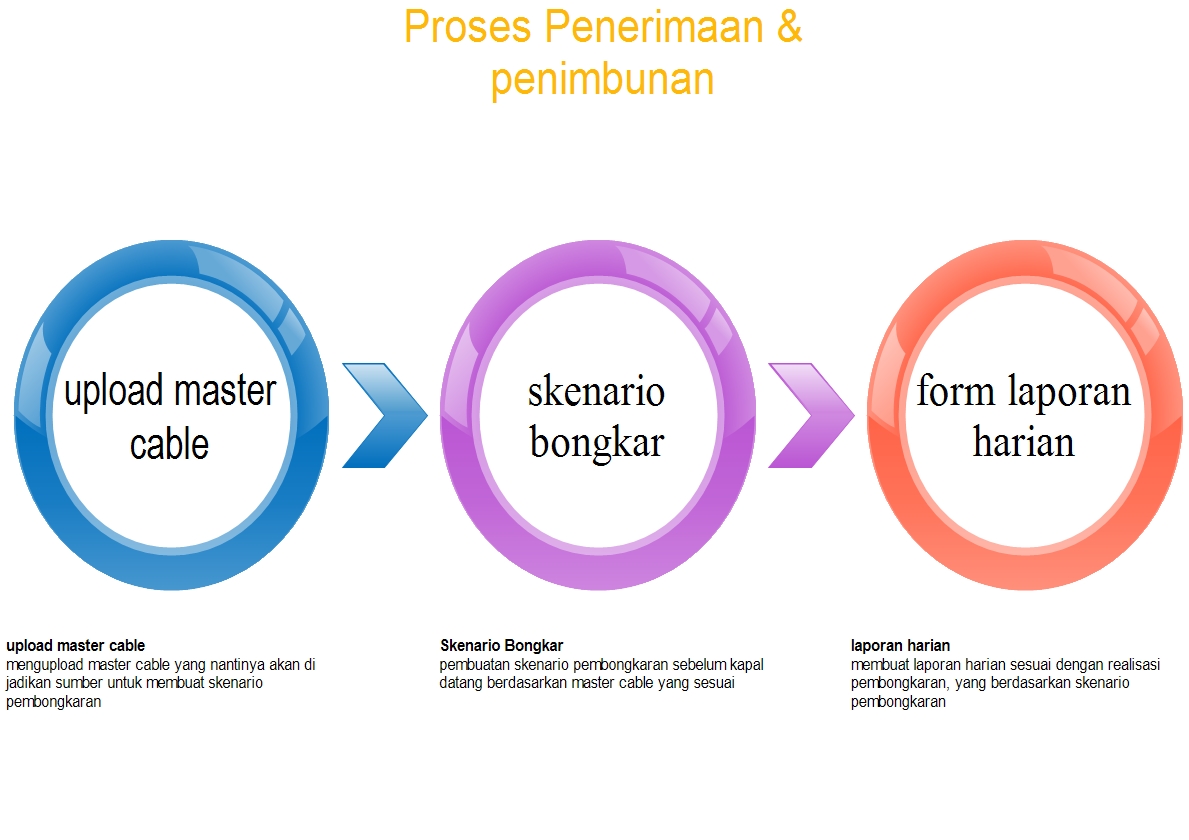 Proses Penerimaan &
penimbunan
upload master
cable
skenario
bongkar
form laporan
harian
upload master cable
mengupload master cable yang nantinya akan di
jadikan sumber untuk membuat skenario
pembongkaran
Skenario Bongkar
pembuatan skenario pembongkaran sebelum kapal
datang berdasarkan master cable yang sesuai
laporan harian
membuat laporan harian sesuai dengan realisasi
pembongkaran, yang berdasarkan skenario
pembongkaran